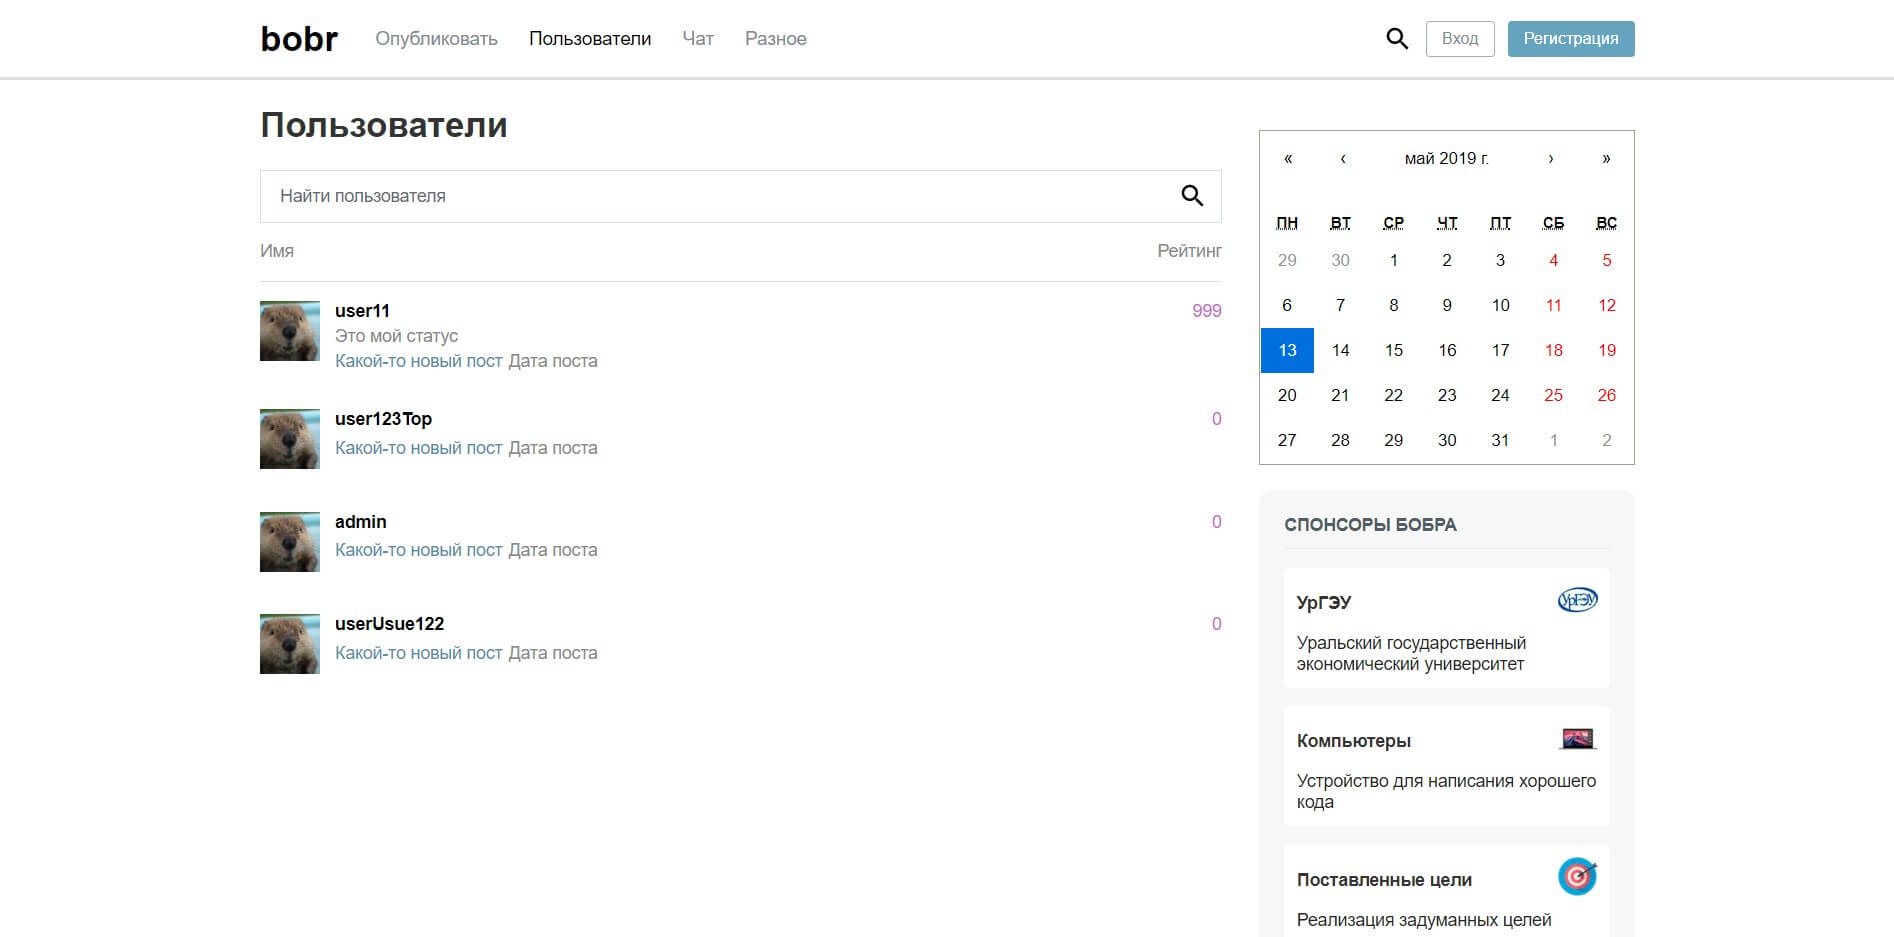 bobr Опубликовать Пользователи Чат Разное Вход Регистрация
Пользователи
Найти пользователя
Имя Рейтинг
user11 999
Это мой статус
Какой-то новый пост Дата поста
user123Top 0
Какой-то новый пост Дата поста
admin 0
Какой-то новый пост Дата поста
userUsue122 0
Какой-то новый пост Дата поста
« ‹ май 2019 г. › »
ПН ВТ СР ЧТ ПТ СБ ВС
29 30 1 2 3 4 5
6 7 8 9 10 11 12
13 14 15 16 17 18 19
20 21 22 23 24 25 26
27 28 29 30 31 1 2
СПОНСОРЫ БОБРА
УрГЭУ УрГЭУ
Уральский государственный
экономический университет
Компьютеры
Устройство для написания хорошего
кода
Поставленные цели
Реализация задуманных целей